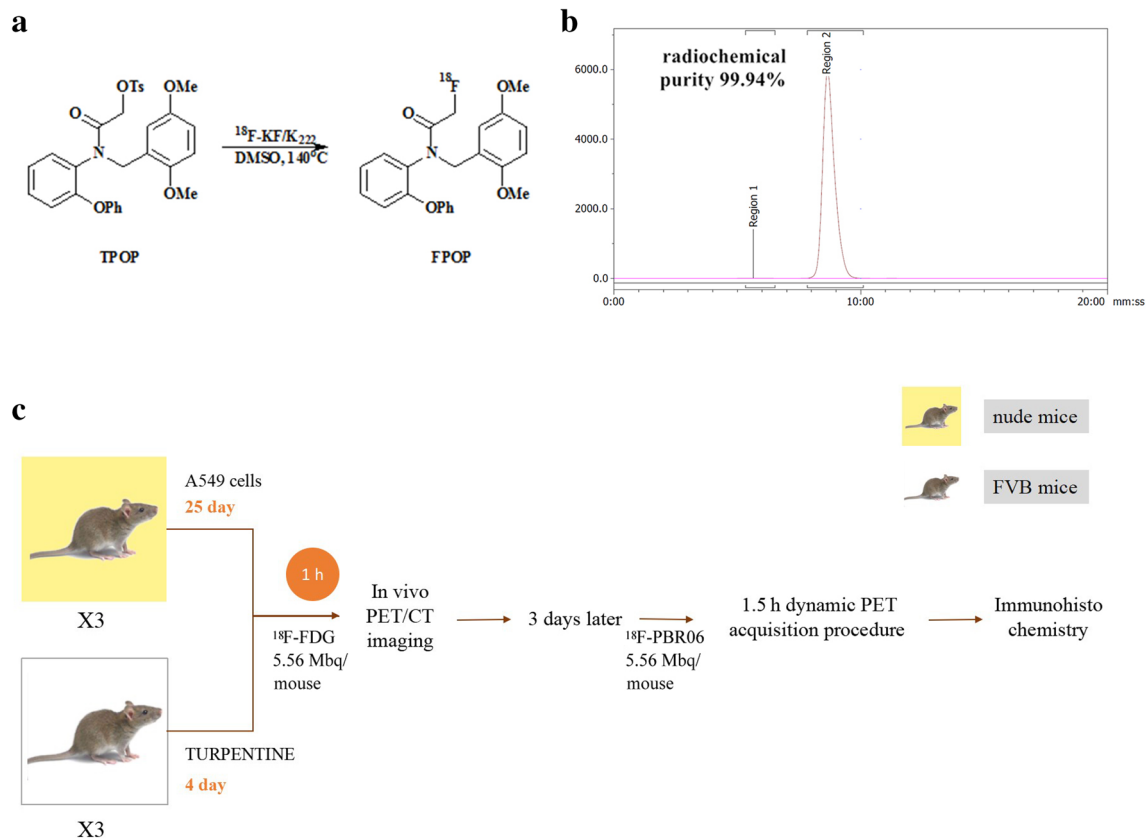 a
OTs
OMe
O
N
OMe
OPh
TPOP
¹⁸F-KF/K₂₂₂
DMSO, 140°C
¹⁸F
OMe
O
N
OMe
OPh
FPOP
b
radiochemical
purity 99.94%
6000.0
4000.0
2000.0
0.0
Region 1
Region 2
0:00
10:00
20:00
mm:ss
c
nude mice
FVB mice
A549 cells
25 day
X3
TURPENTINE
4 day
X3
1 h
¹⁸F-FDG
5.56 Mbq/
mouse
In vivo
PET/CT
imaging
3 days later
¹⁸F-PBR06
5.56 Mbq/
mouse
1.5 h dynamic PET
acquisition procedure
Immunohisto
chemistry